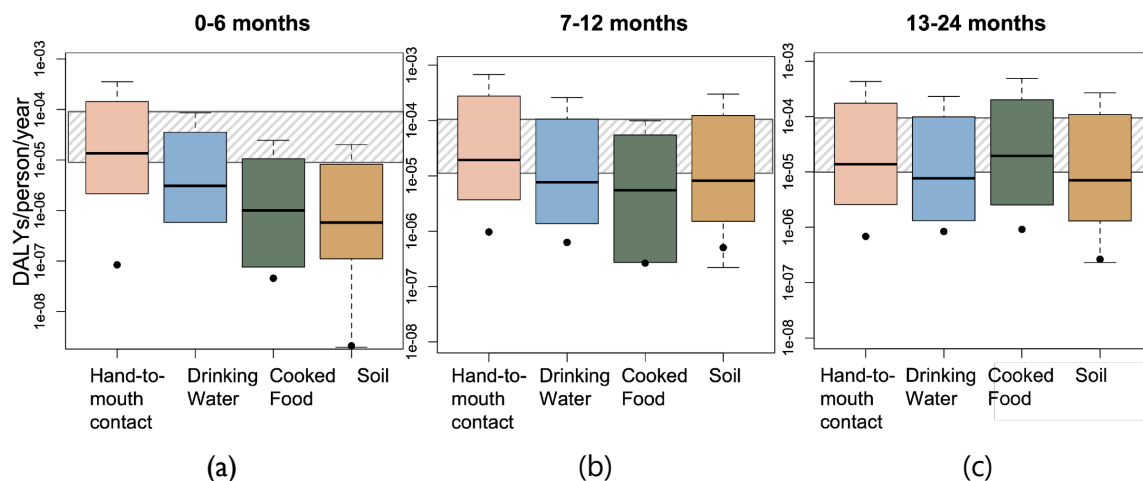 0-6 months
7-12 months
13-24 months
DALYs/person/year
1e-03
1e-04
1e-05
1e-06
1e-07
1e-08
Hand-to-
mouth
contact
Drinking
Water
Cooked
Food
Soil
(a)
1e-03
1e-04
1e-05
1e-06
1e-07
1e-08
Hand-to-
mouth
contact
Drinking
Water
Cooked
Food
Soil
(b)
1e-03
1e-04
1e-05
1e-06
1e-07
1e-08
Hand-to-
mouth
contact
Drinking
Water
Cooked
Food
Soil
(c)